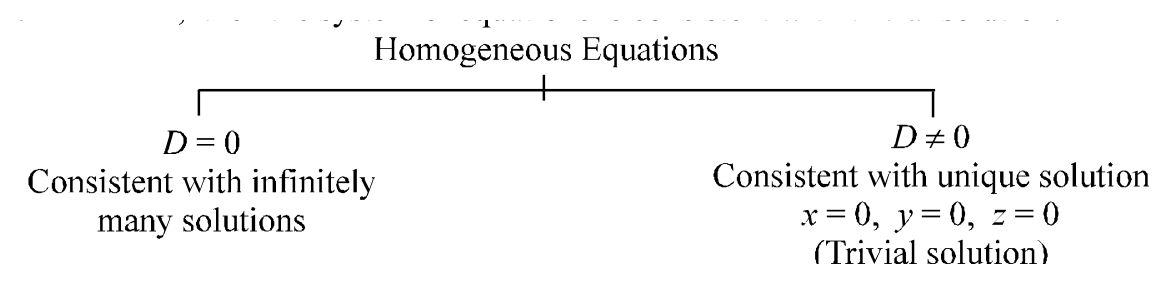 Homogeneous Equations
D = 0
Consistent with infinitely
many solutions
D ≠ 0
Consistent with unique solution
x = 0, y = 0, z = 0
(Trivial solution)